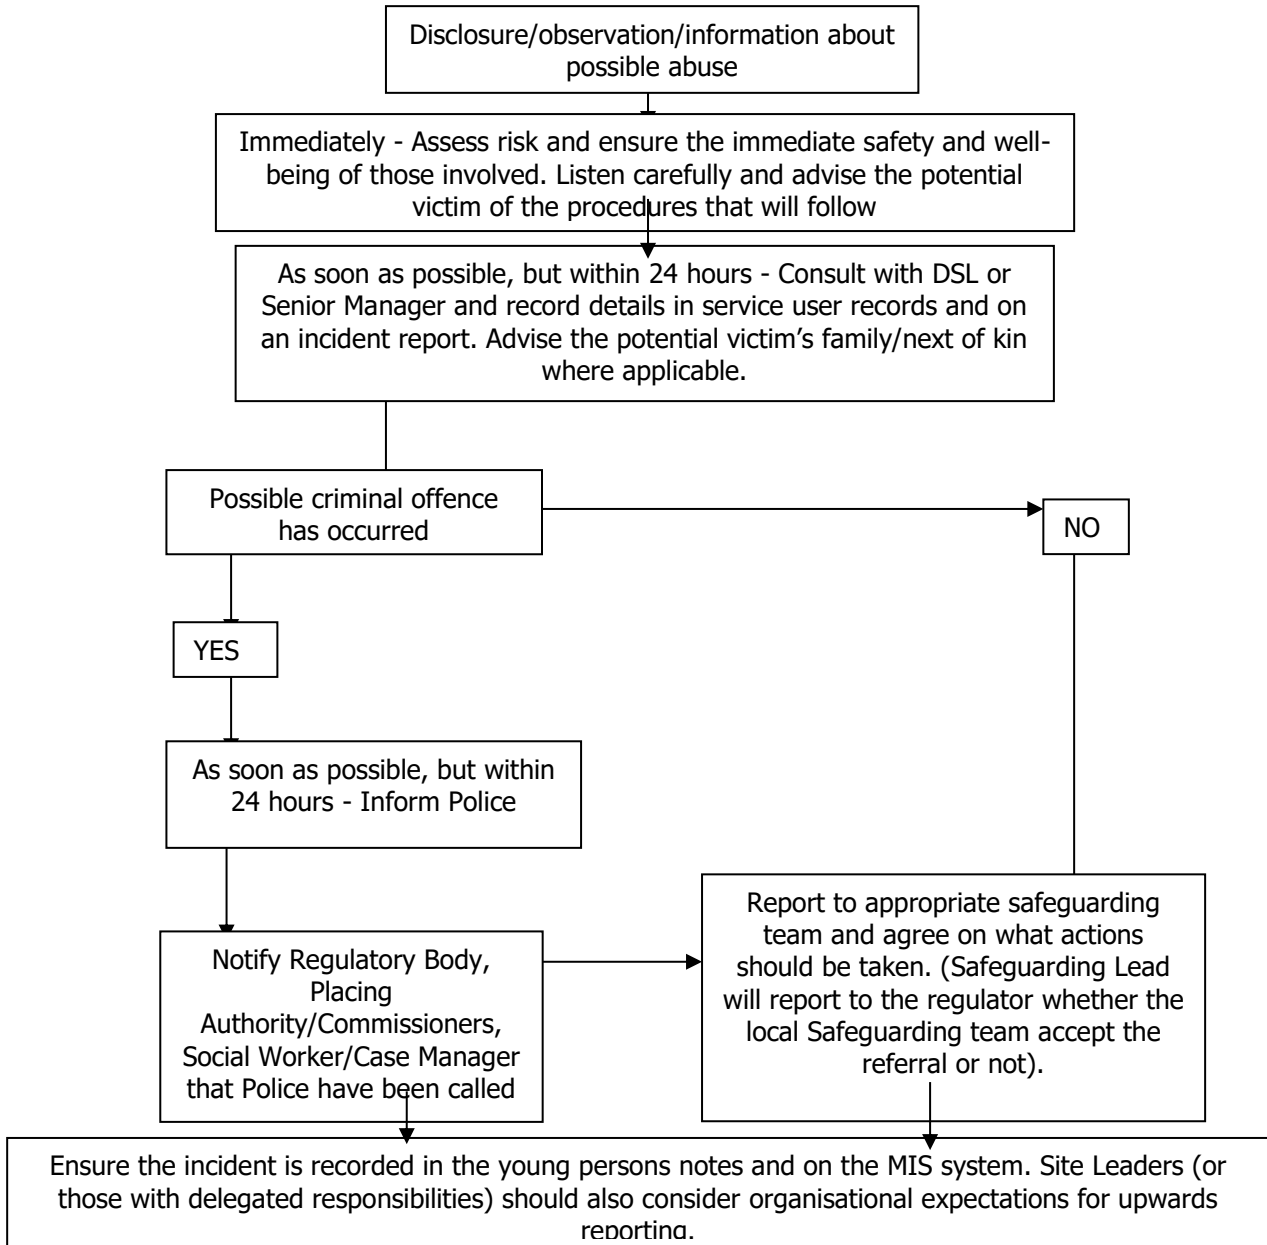 Disclosure/observation/information about
possible abuse
Immediately - Assess risk and ensure the immediate safety and well-
being of those involved. Listen carefully and advise the potential
victim of the procedures that will follow
As soon as possible, but within 24 hours - Consult with DSL or
Senior Manager and record details in service user records and on
an incident report. Advise the potential victim’s family/next of kin
where applicable.
Possible criminal offence
has occurred
NO
YES
As soon as possible, but within
24 hours - Inform Police
Notify Regulatory Body,
Placing
Authority/Commissioners,
Social Worker/Case Manager
that Police have been called
Report to appropriate safeguarding
team and agree on what actions
should be taken. (Safeguarding Lead
will report to the regulator whether the
local Safeguarding team accept the
referral or not).
Ensure the incident is recorded in the young persons notes and on the MIS system. Site Leaders (or
those with delegated responsibilities) should also consider organisational expectations for upwards
reporting.